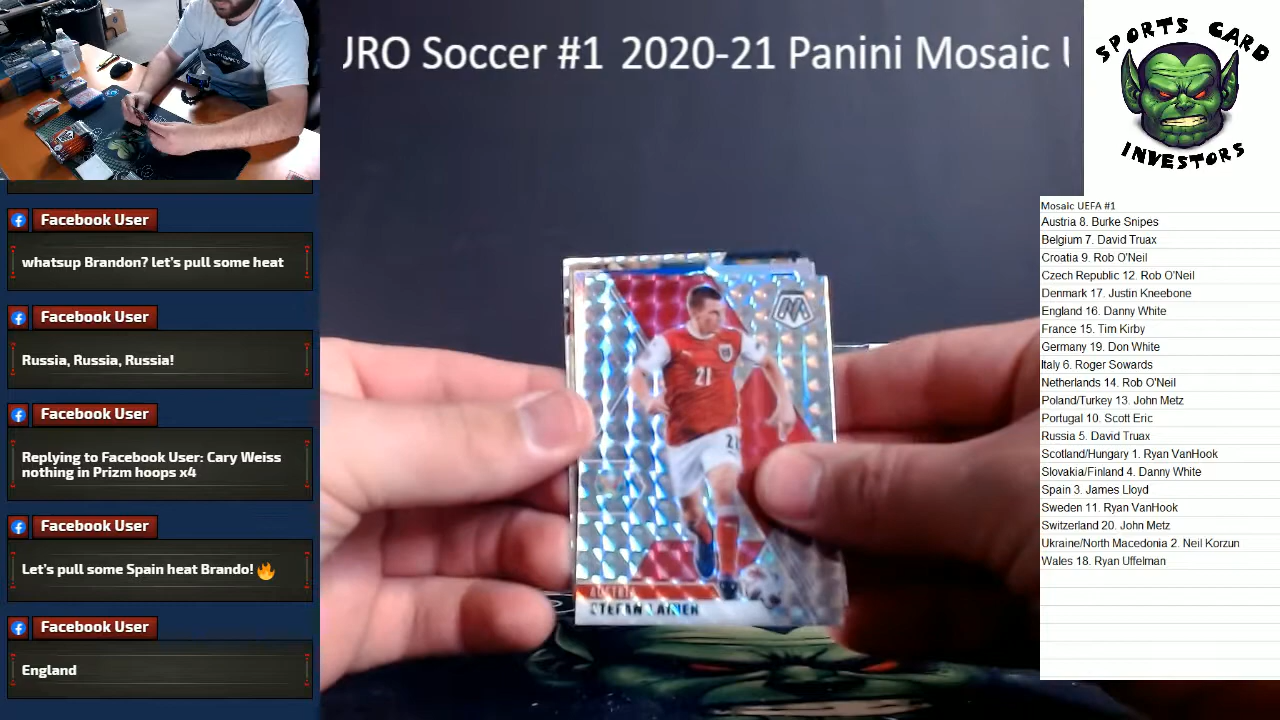 JRO Soccer #1 2020-21 Panini Mosaic
SPORTS CARD
INVESTORS
Facebook User
whatsup Brandon? let's pull some heat
Facebook User
Russia, Russia, Russia!
Facebook User
Replying to Facebook User: Cary Weiss
nothing in Prizm hoops x4
Facebook User
Let's pull some Spain heat Brando! 🔥
Facebook User
England
21
21
AUSTRIA
STEFAN LAINER
Mosaic UEFA #1
Austria 8. Burke Snipes
Belgium 7. David Truax
Croatia 9. Rob O'Neil
Czech Republic 12. Rob O'Neil
Denmark 17. Justin Kneebone
England 16. Danny White
France 15. Tim Kirby
Germany 19. Don White
Italy 6. Roger Sowards
Netherlands 14. Rob O'Neil
Poland/Turkey 13. John Metz
Portugal 10. Scott Eric
Russia 5. David Truax
Scotland/Hungary 1. Ryan VanHook
Slovakia/Finland 4. Danny White
Spain 3. James Lloyd
Sweden 11. Ryan VanHook
Switzerland 20. John Metz
Ukraine/North Macedonia 2. Neil Korzun
Wales 18. Ryan Uffelman